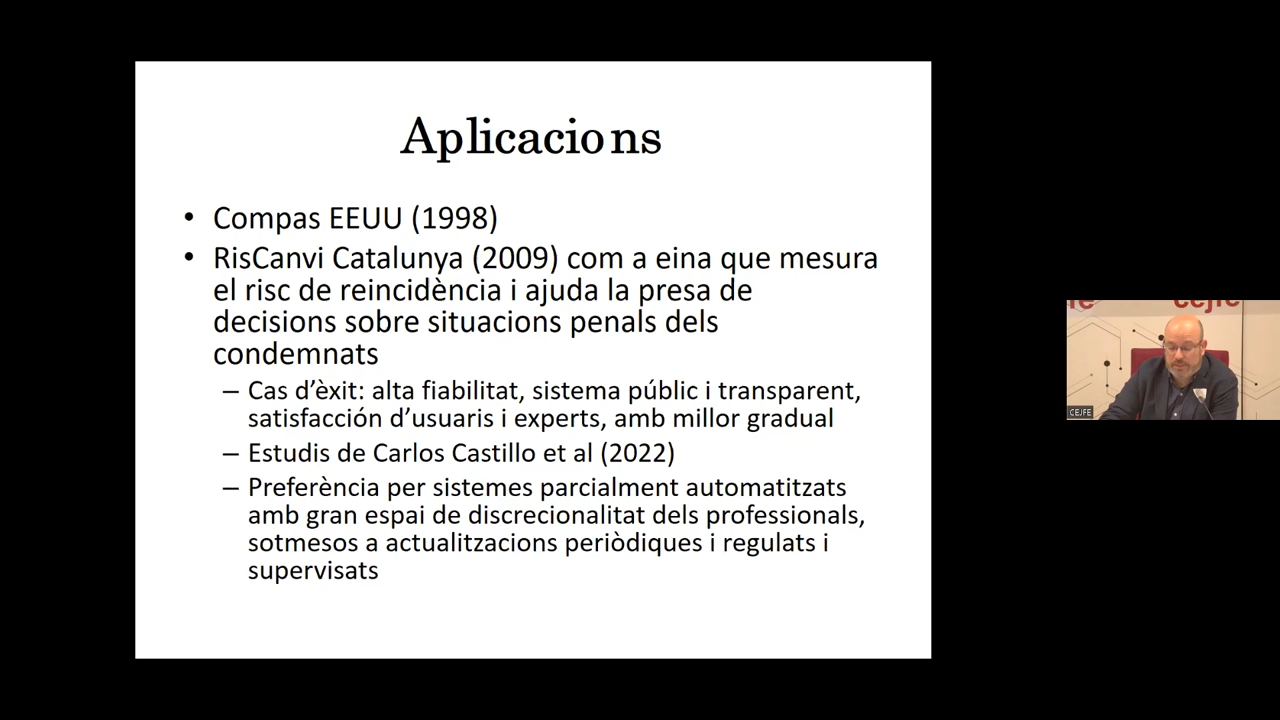 Aplicacions
• Compas EEUU (1998)
• RisCanvi Catalunya (2009) com a eina que mesura
el risc de reincidència i ajuda la presa de
decisions sobre situacions penals dels
condemnats
– Cas d’èxit: alta fiabilitat, sistema públic i transparent,
satisfacción d’usuaris i experts, amb millor gradual
– Estudis de Carlos Castillo et al (2022)
– Preferència per sistemes parcialment automatitzats
amb gran espai de discrecionalitat dels professionals,
sotmesos a actualitzacions periòdiques i regulats i
supervisats
cejfe
CEJFE